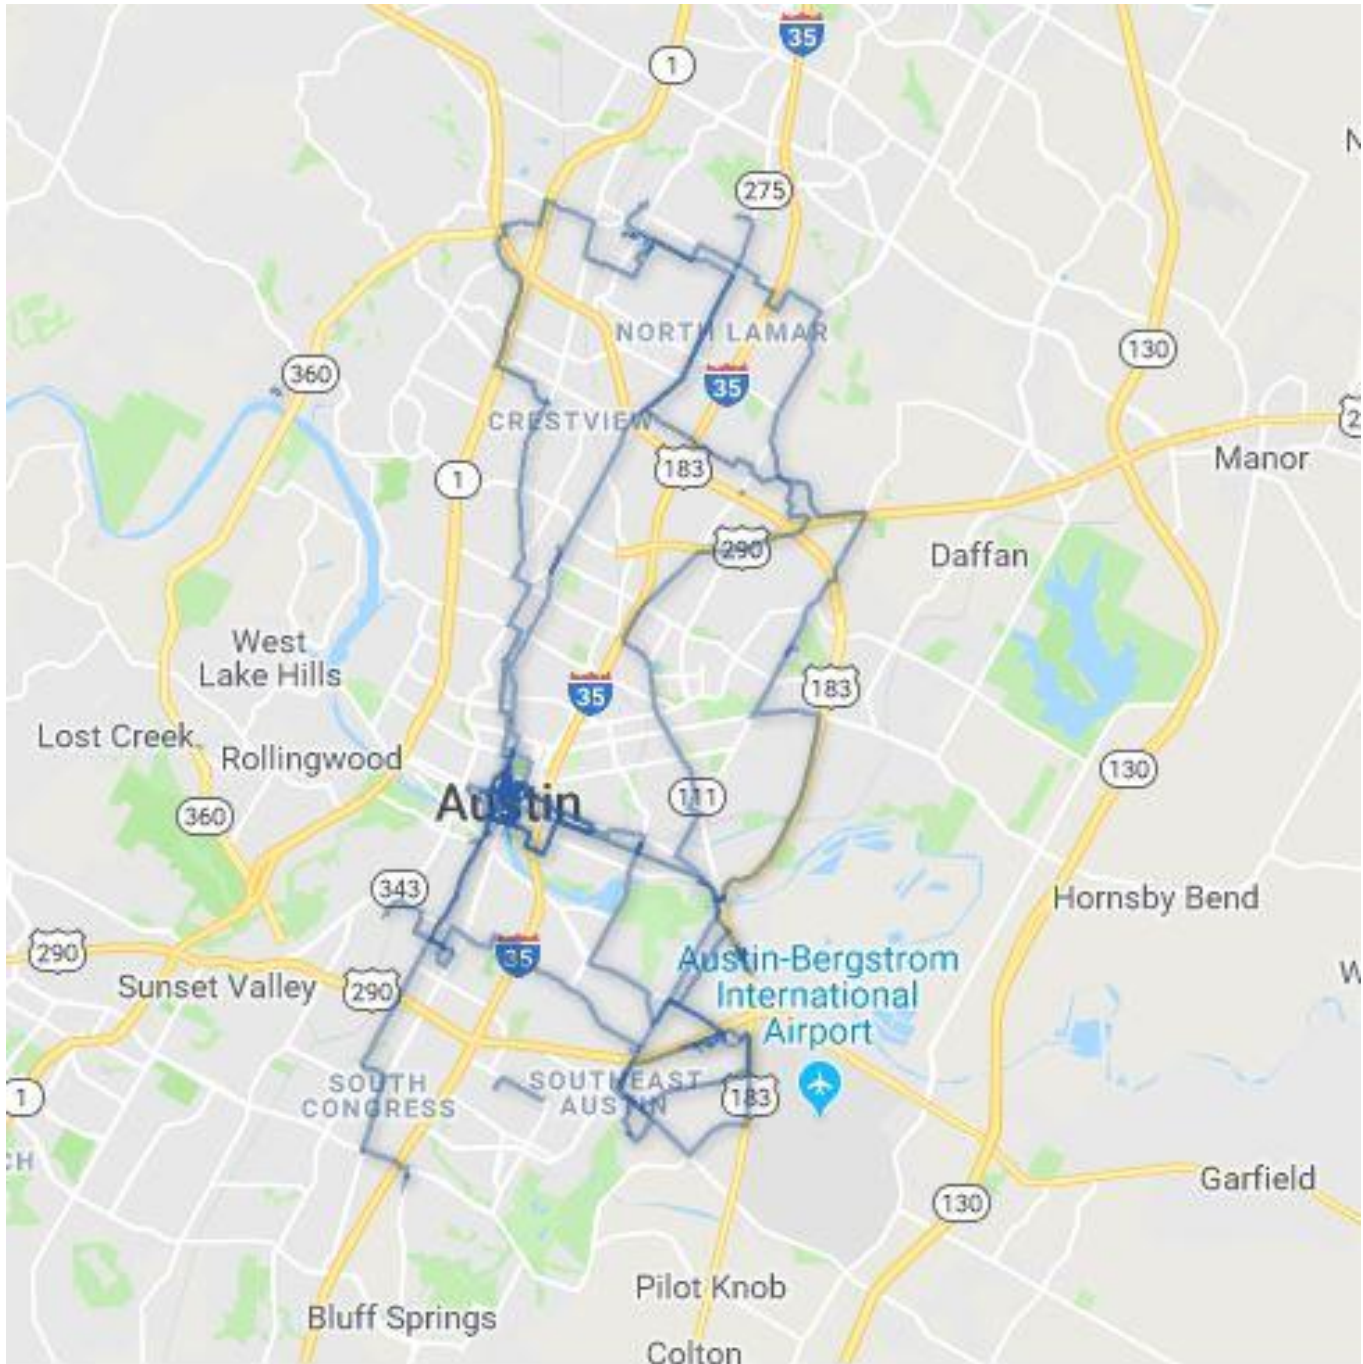 35
1
275
N
NORTH LAMAR
130
360
35
2
CRESTVIEW
Manor
183
1
290
Daffan
West
Lake Hills
35
183
Lost Creek
Rollingwood
130
111
Austin
360
343
Hornsby Bend
290
35
Austin-Bergstrom
International
Airport
W
Sunset Valley
290
1
SOUTH
CONGRESS
SOUTHEAST
AUSTIN
183
CH
Garfield
130
Pilot Knob
Bluff Springs
Colton